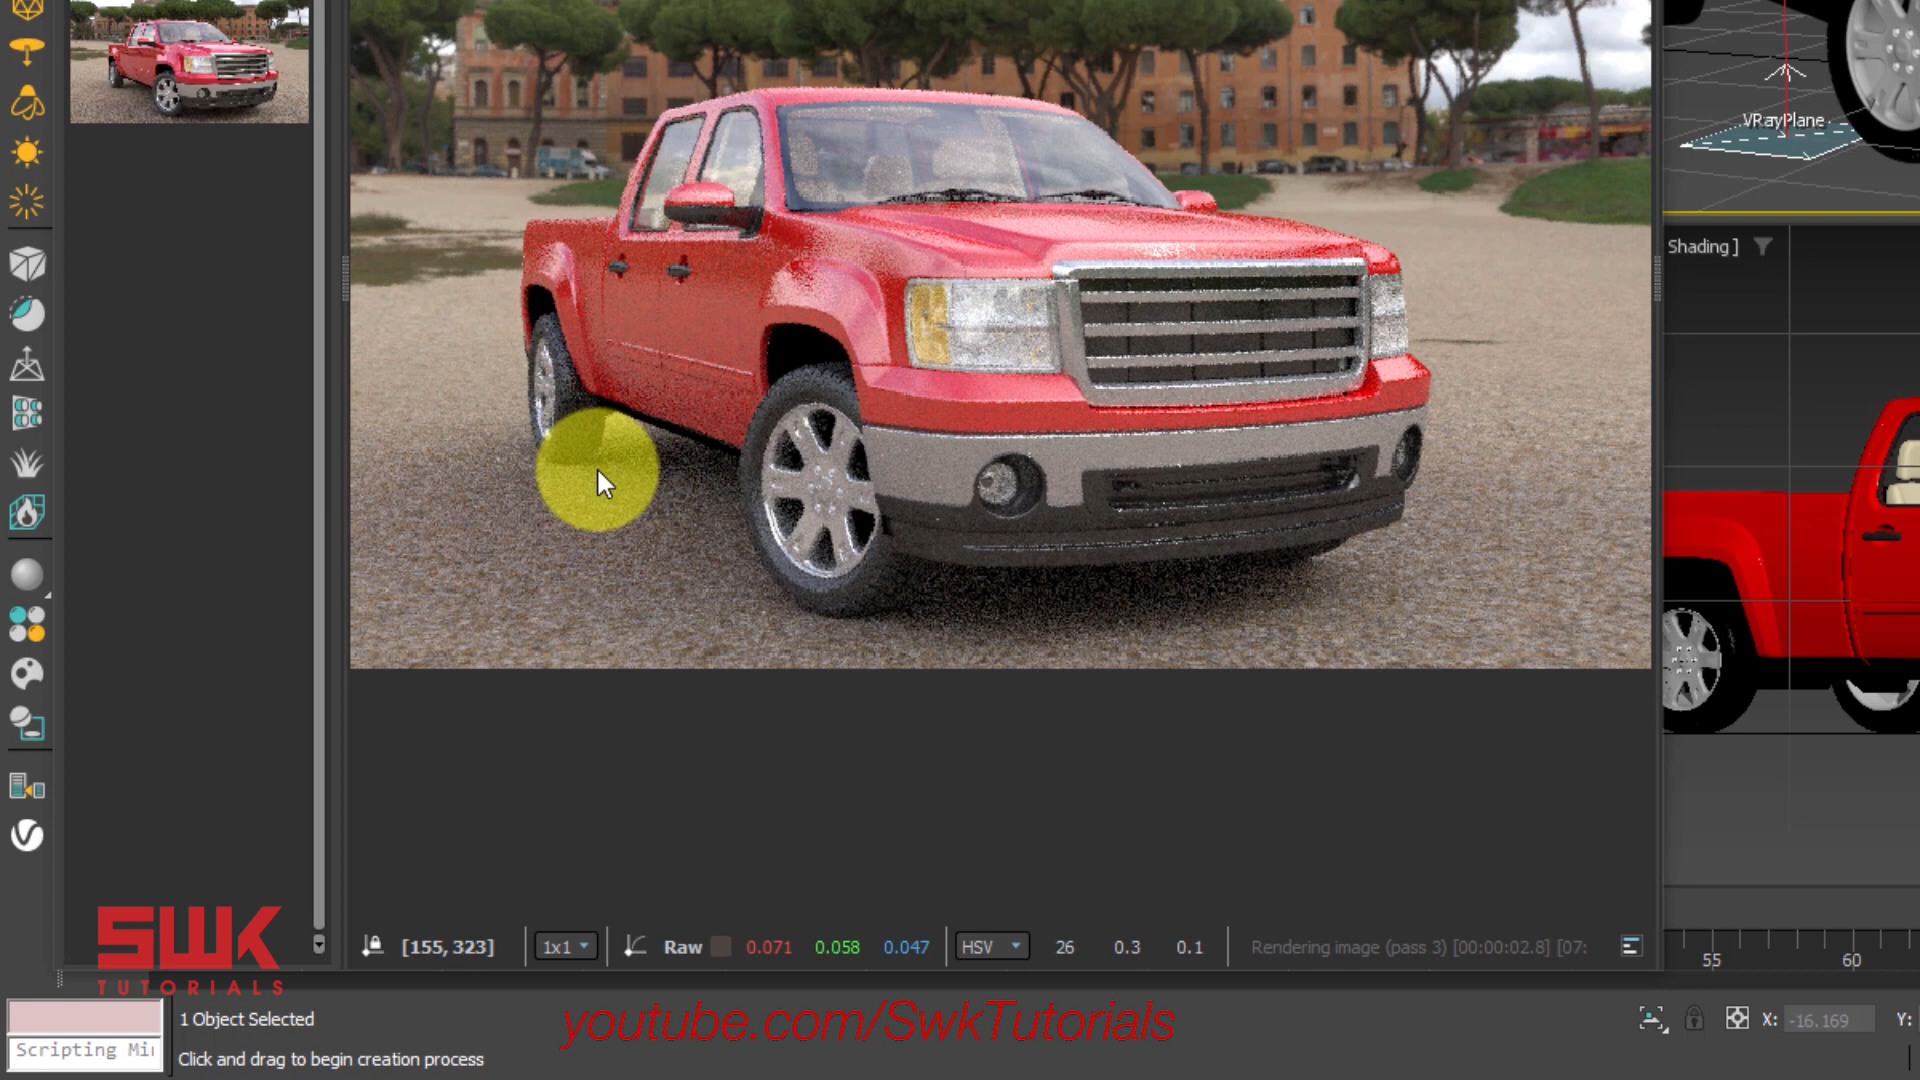 VRayPlane
Shading ]
[155, 323]
1x1
Raw
0.071
0.058
0.047
HSV
26
0.3
0.1
Rendering image (pass 3) [00:00:02.8] [07:
55
60
SWK
TUTORIALS
youtube.com/SwkTutorials
1 Object Selected
X:
-16.169
Y:
Scripting Mi
Click and drag to begin creation process